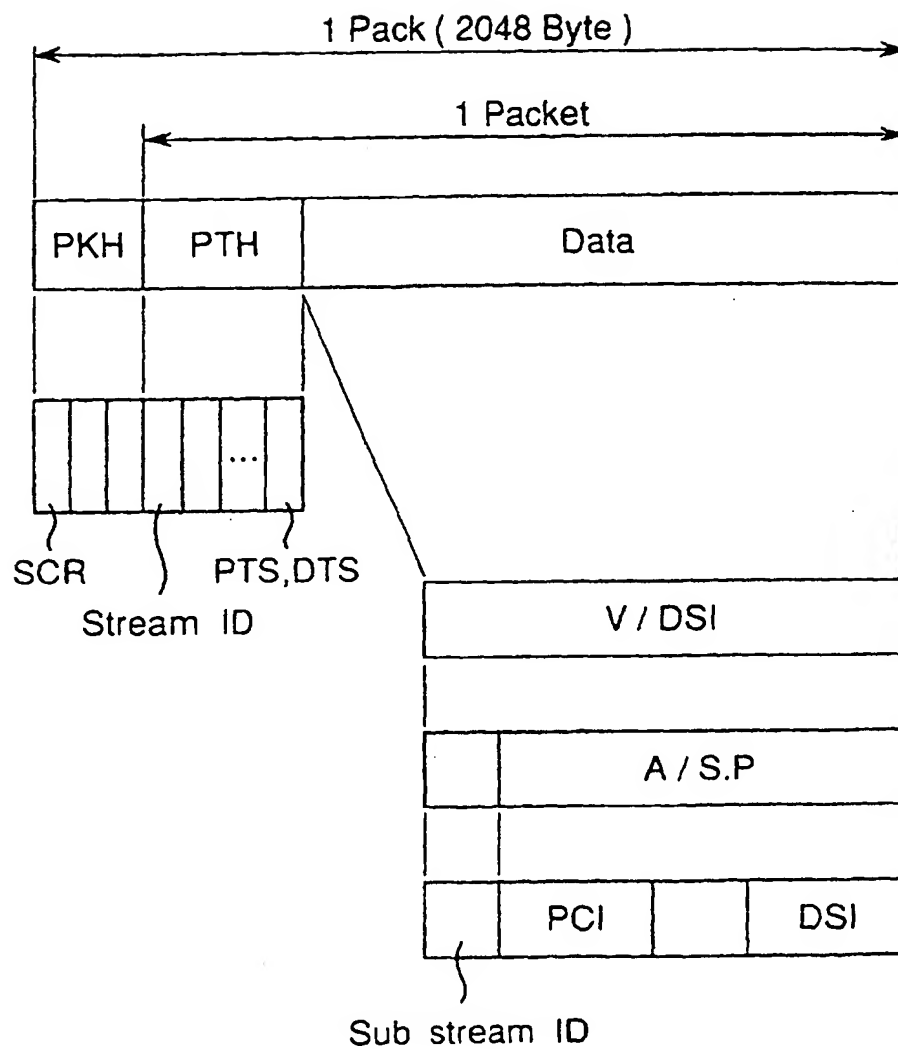 1 Pack ( 2048 Byte )
1 Packet
PKH PTH Data
...
SCR PTS,DTS
Stream ID
V / DSI
A / S.P
PCI DSI
Sub stream ID